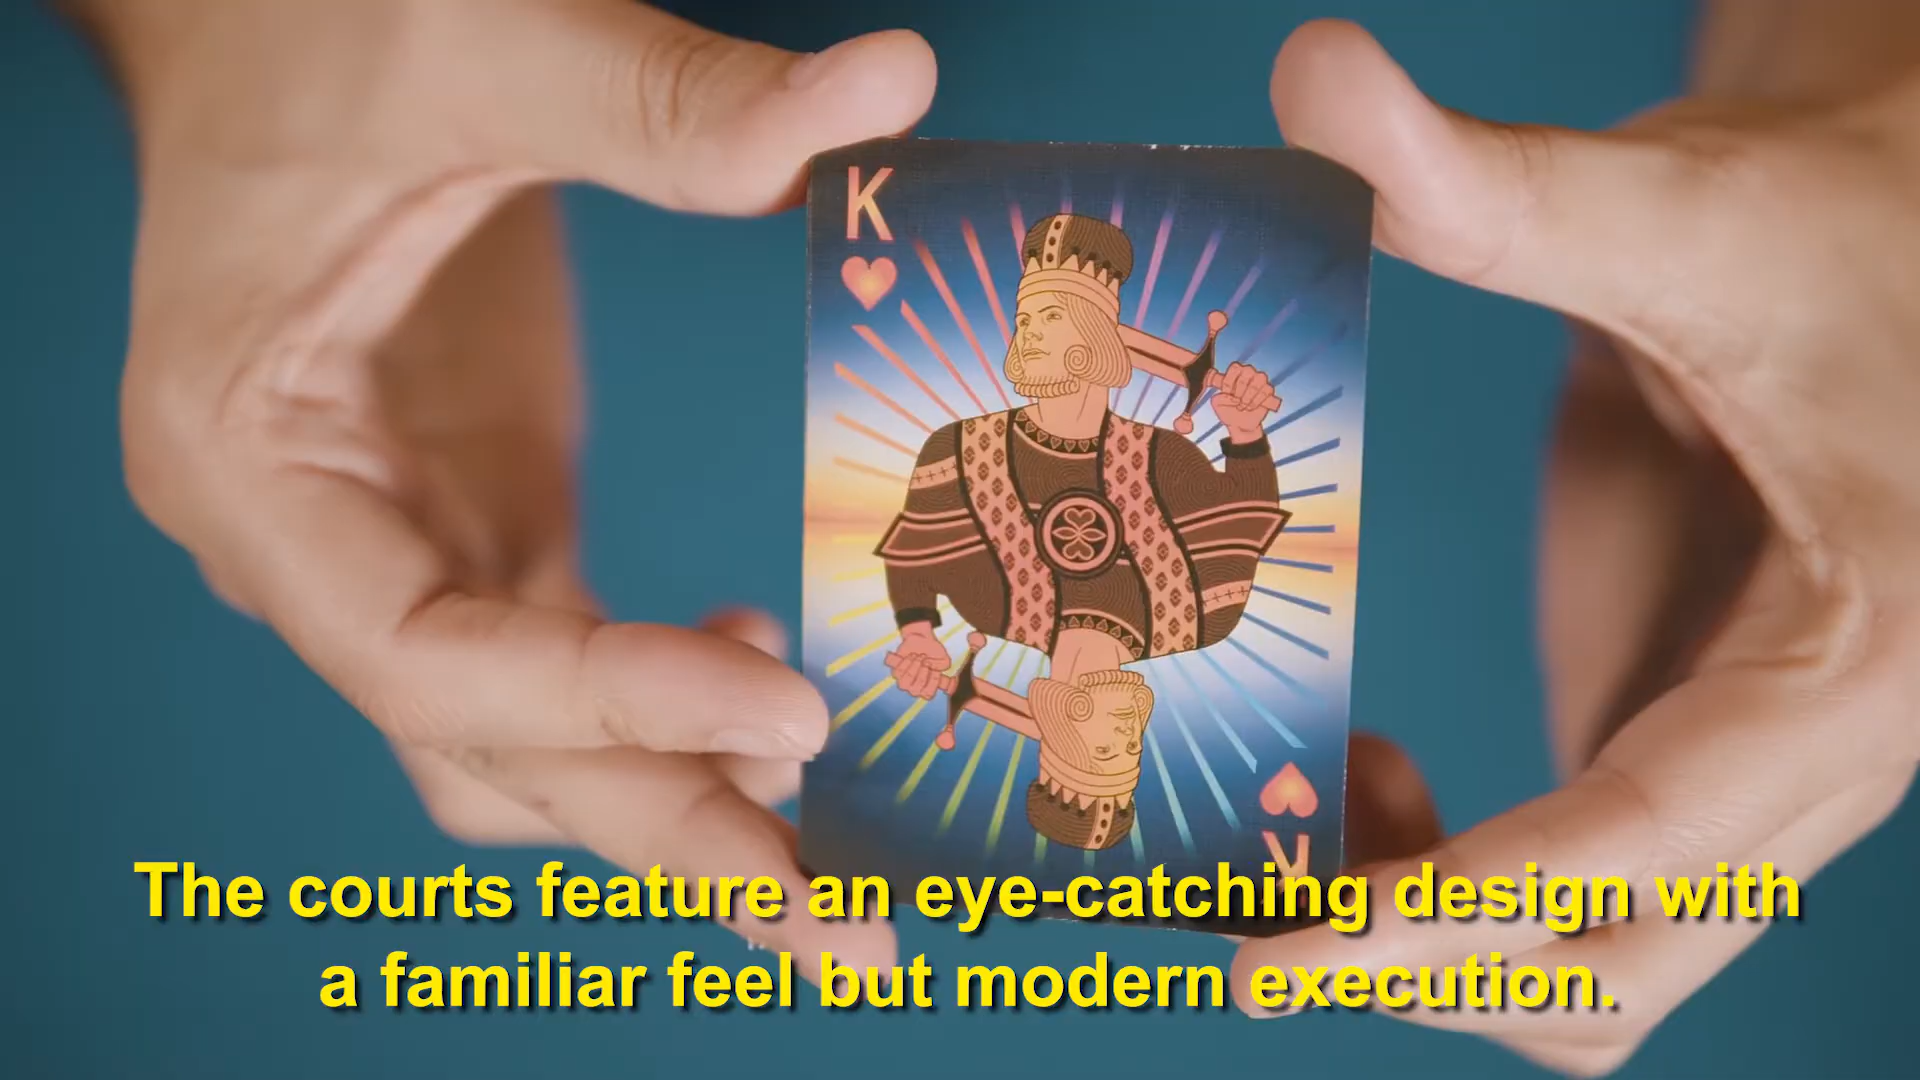 K
K
The courts feature an eye-catching design with
a familiar feel but modern execution.